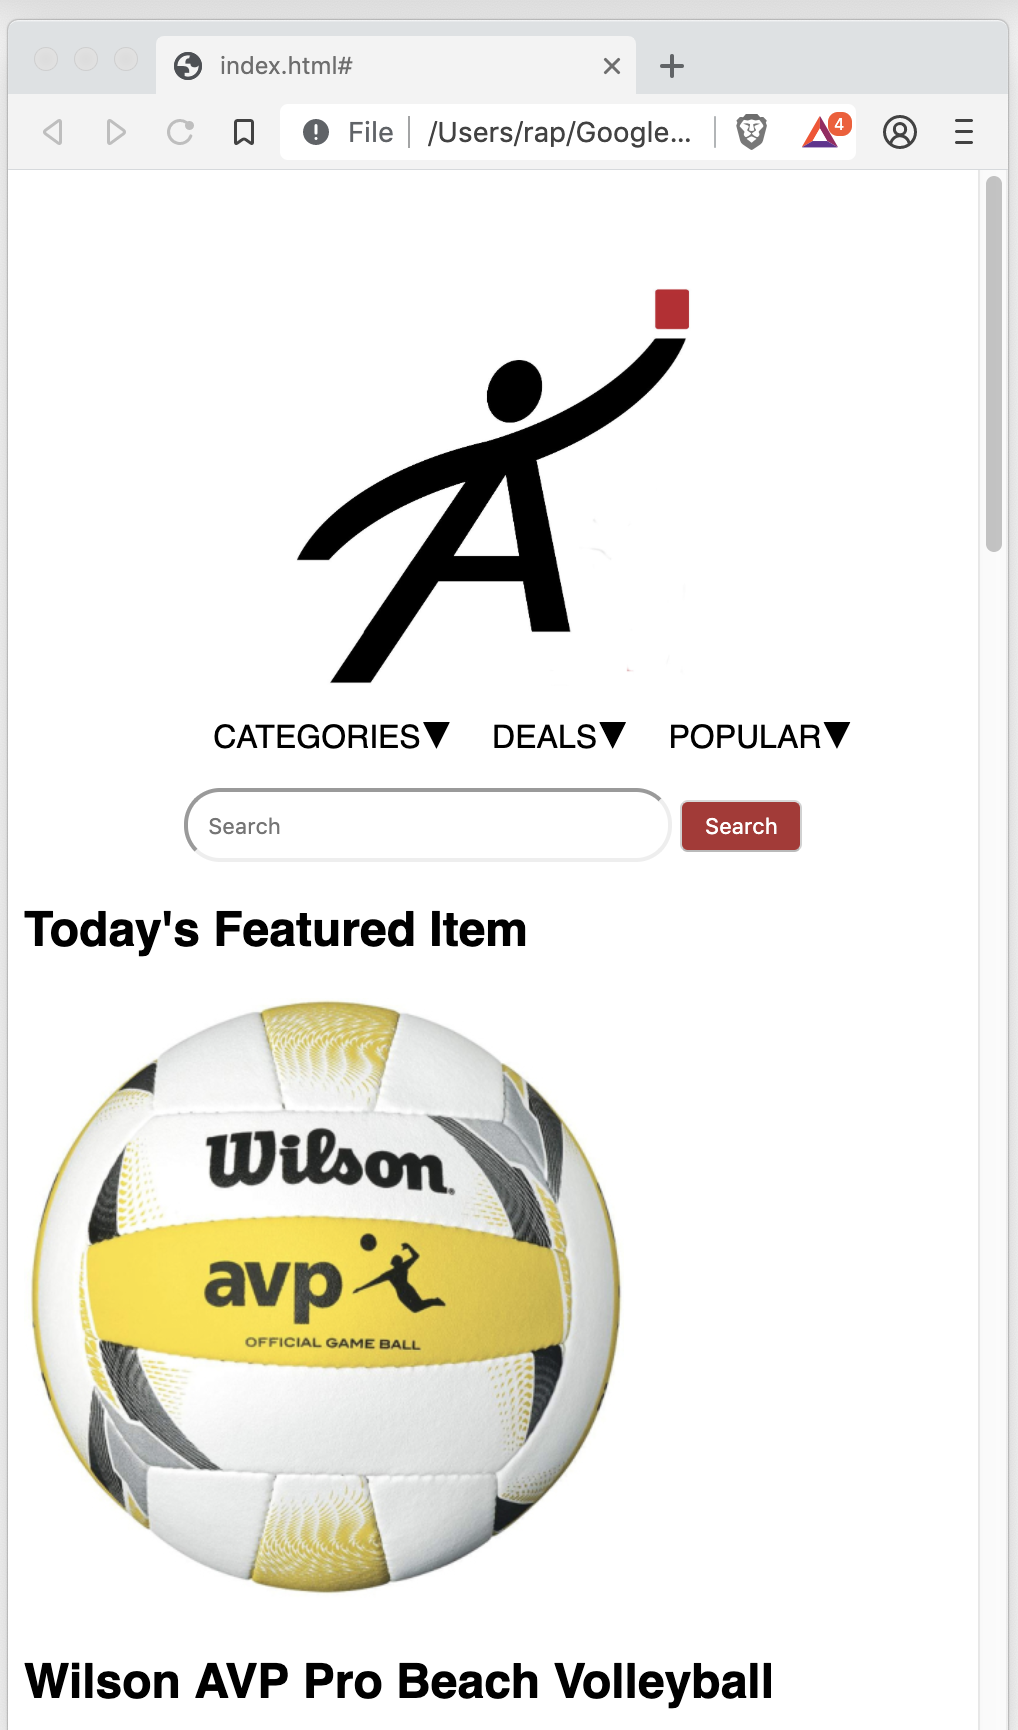 index.html#
File /Users/rap/Google...
4
CATEGORIES▼ DEALS▼ POPULAR▼
Search Search
Today's Featured Item
Wilson.
avp
OFFICIAL GAME BALL
Wilson AVP Pro Beach Volleyball